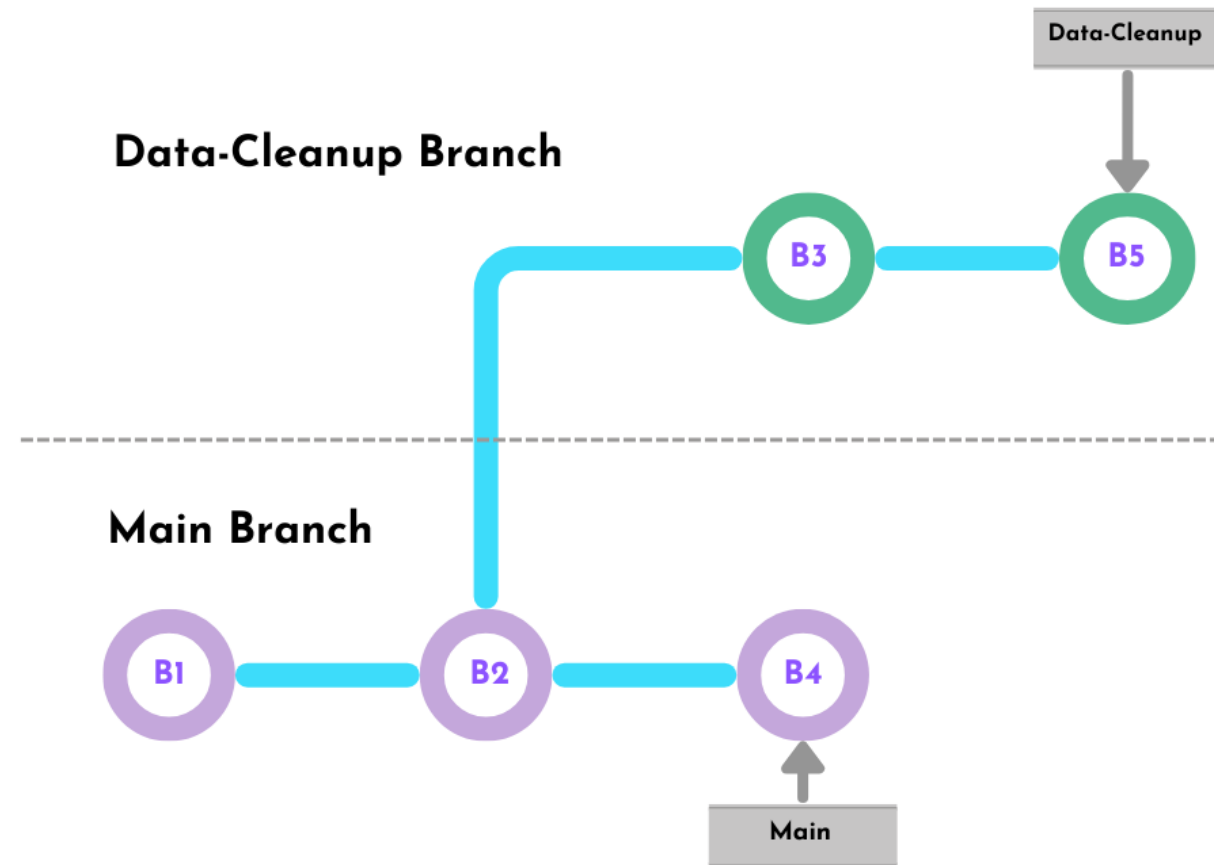 Data-Cleanup
Data-Cleanup Branch
B3
B5
Main Branch
B1
B2
B4
Main